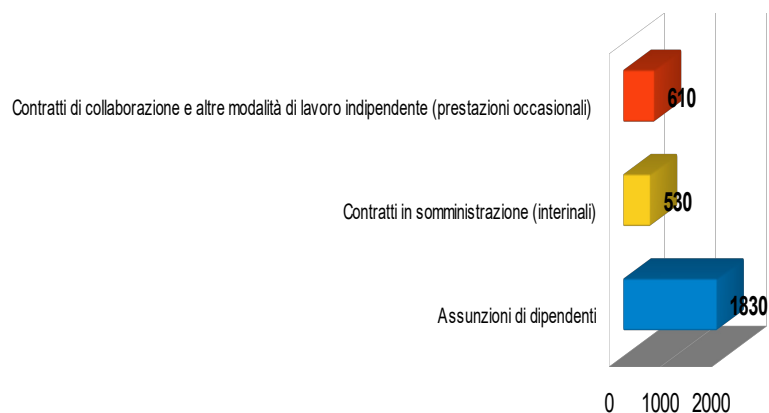 Contratti di collaborazione e altre modalità di lavoro indipendente (prestazioni occasionali)
610
Contratti in somministrazione (interinali)
530
Assunzioni di dipendenti
1830
0 1000 2000